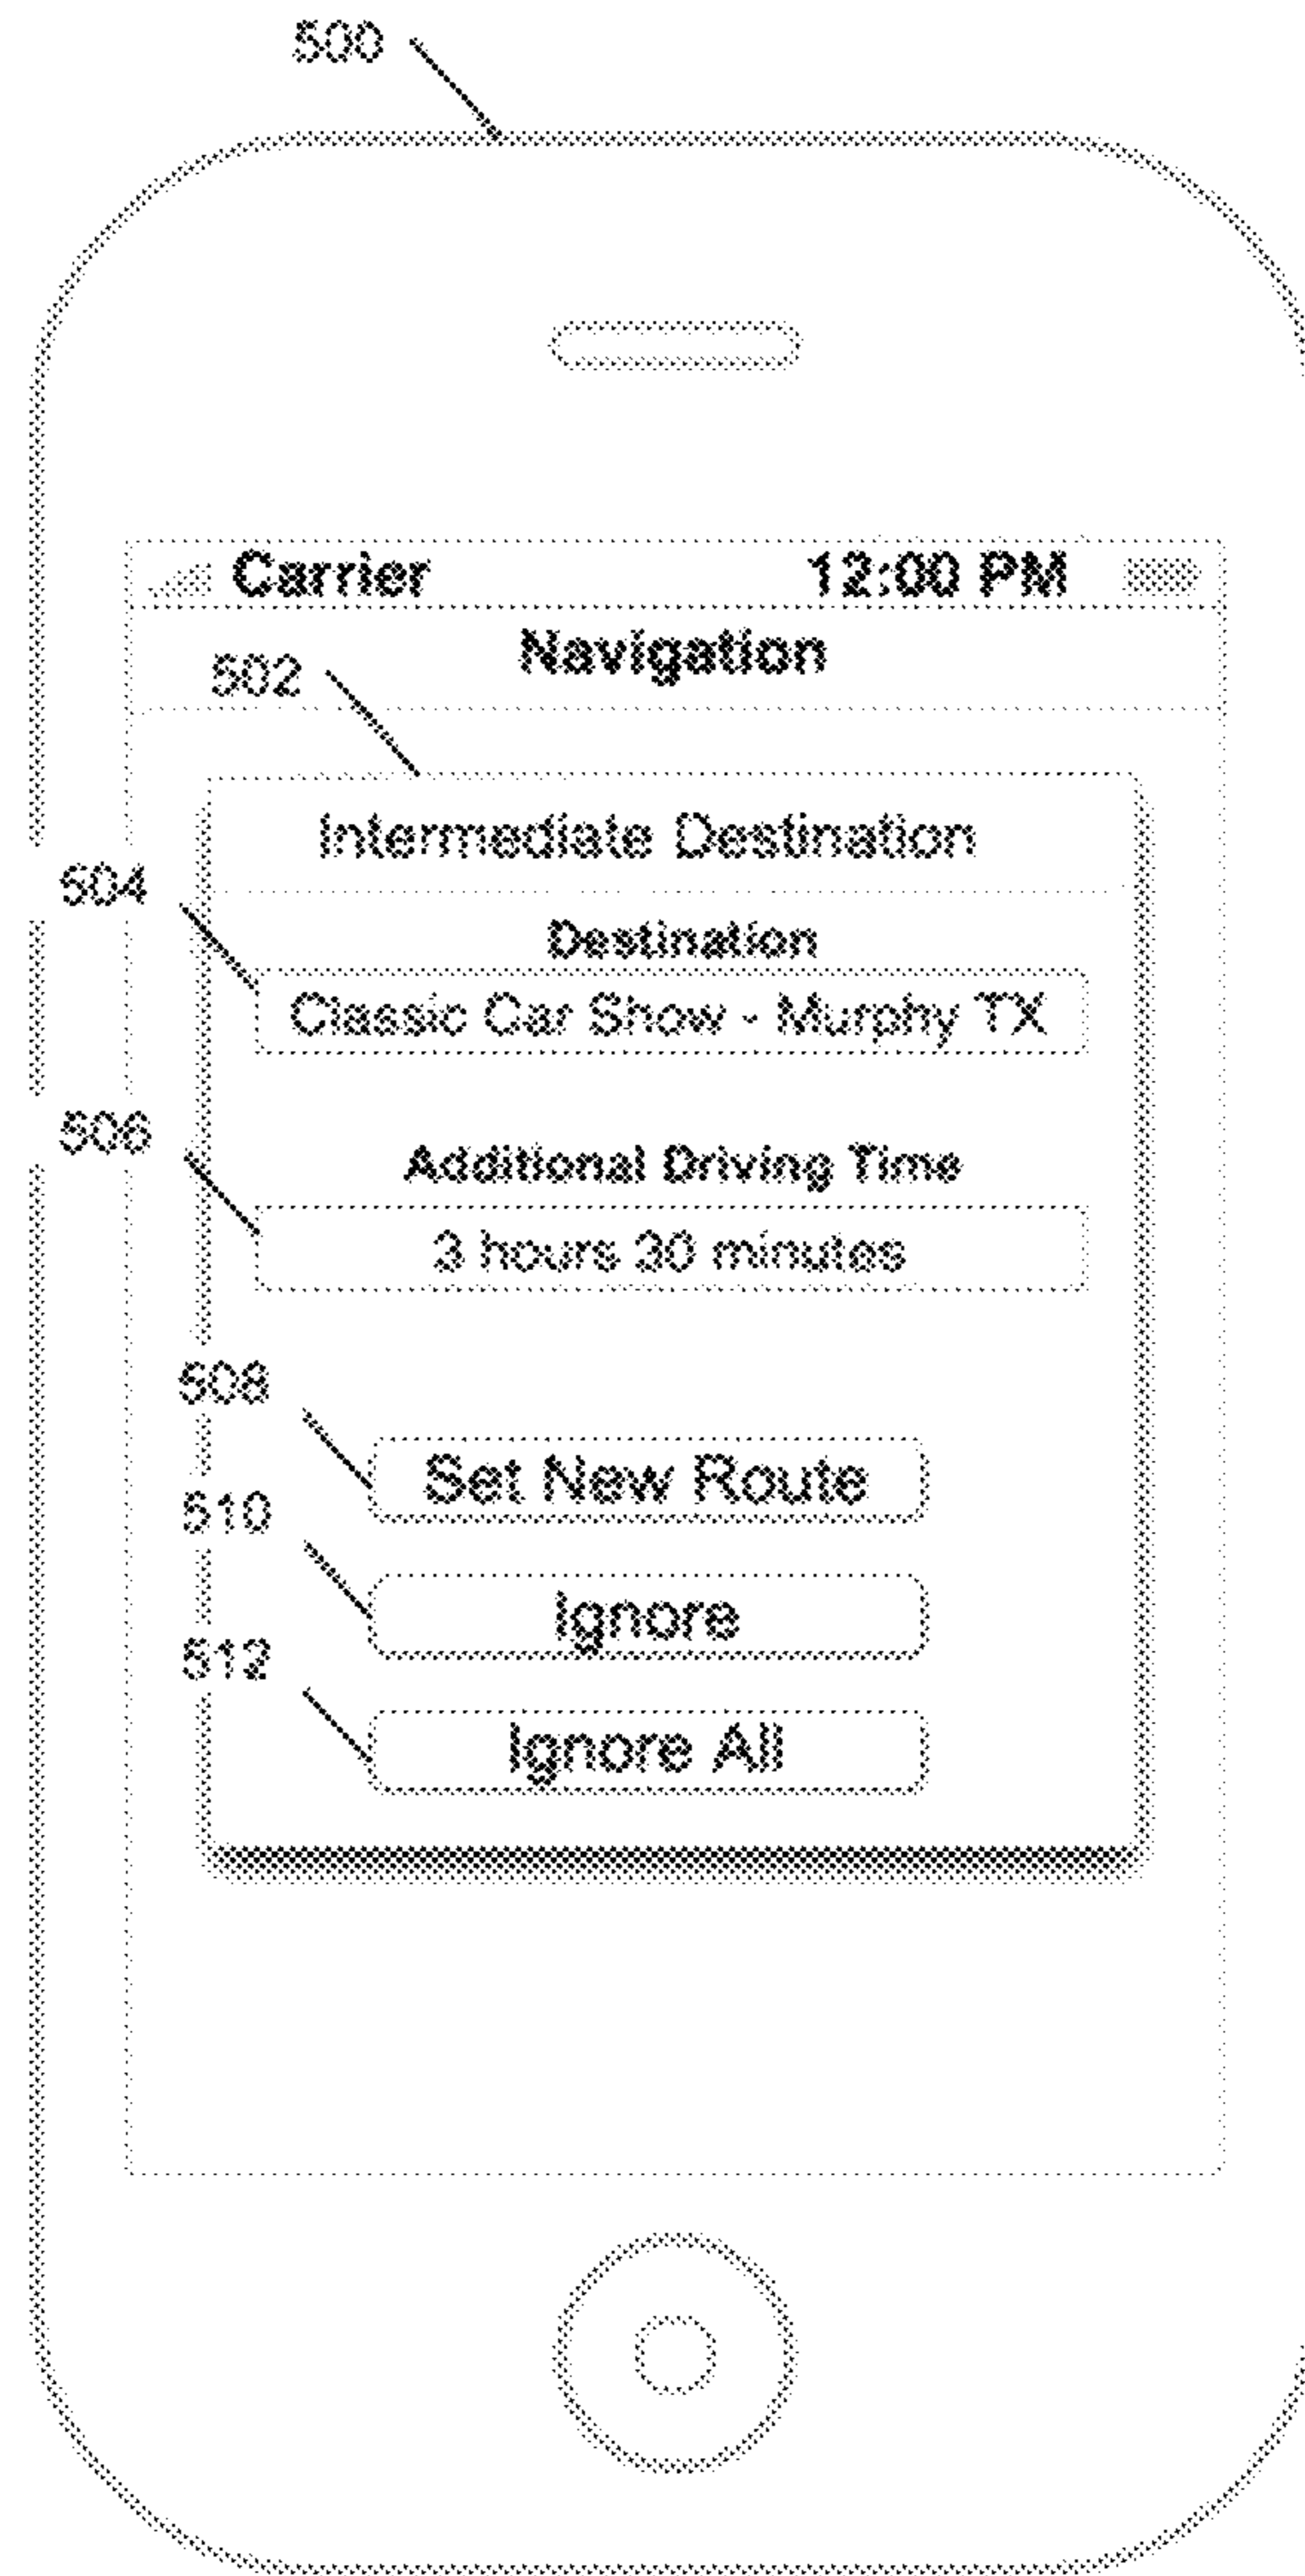 500
Carrier 12:00 PM
Navigation
502
Intermediate Destination
504
Destination
Classic Car Show - Murphy TX
506
Additional Driving Time
3 hours 30 minutes
508
Set New Route
510
Ignore
512
Ignore All